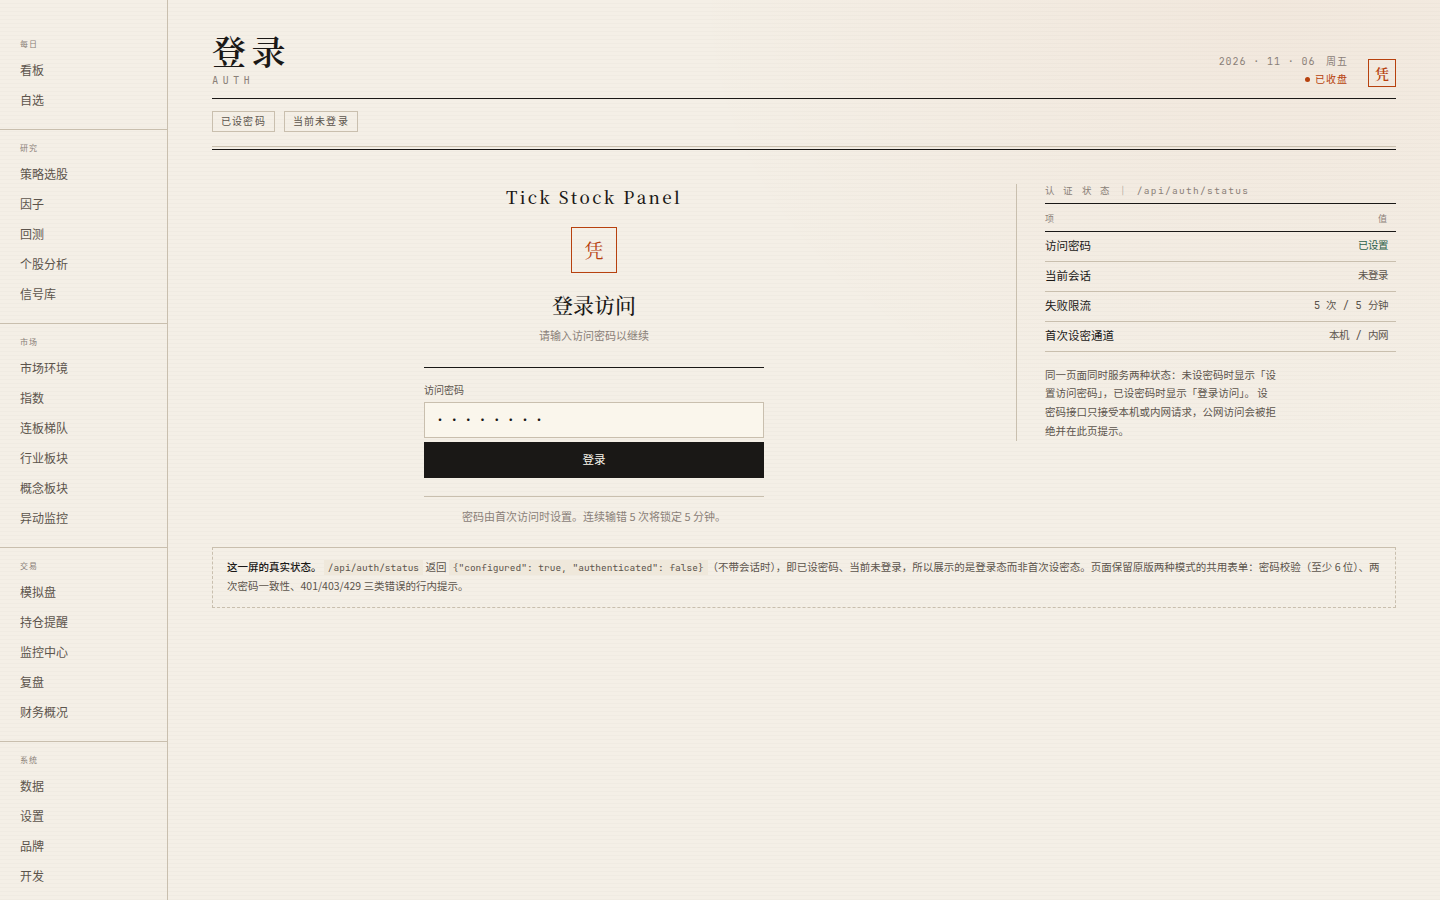 每日
看板
自选
研究
策略选股
因子
回测
个股分析
信号库
市场
市场环境
指数
连板梯队
行业板块
概念板块
异动监控
交易
模拟盘
持仓提醒
监控中心
复盘
财务概况
系统
数据
设置
品牌
开发
登录
AUTH
2026 · 11 · 06 周五
已收盘
凭
已设密码
当前未登录
Tick Stock Panel
凭
登录访问
请输入访问密码以继续
访问密码
登录
密码由首次访问时设置。连续输错 5 次将锁定 5 分钟。
认证状态 | /api/auth/status
项 值
访问密码 已设置
当前会话 未登录
失败限流 5 次 / 5 分钟
首次设密通道 本机 / 内网
同一页面同时服务两种状态：未设密码时显示「设
置访问密码」，已设密码时显示「登录访问」。 设
密码接口只接受本机或内网请求，公网访问会被拒
绝并在此页提示。
这一屏的真实状态。 /api/auth/status 返回 {"configured": true, "authenticated": false} （不带会话时），即已设密码、当前未登录，所以展示的是登录态而非首次设密态。页面保留原版两种模式的共用表单：密码校验（至少 6 位）、两
次密码一致性、401/403/429 三类错误的行内提示。